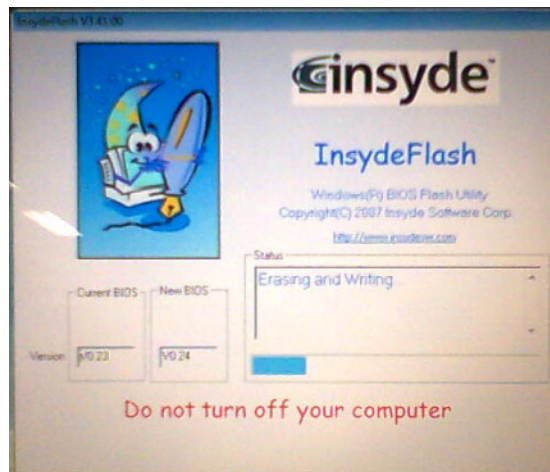 InsydeFlash V3.41.00
insyde
InsydeFlash
Windows(R) BIOS Flash Utility
Copyright(C) 2007 Insyde Software Corp.
http://www.insydesw.com
Status
Erasing and Writing...
Current BIOS
New BIOS
Version
V0.23
V0.24
Do not turn off your computer